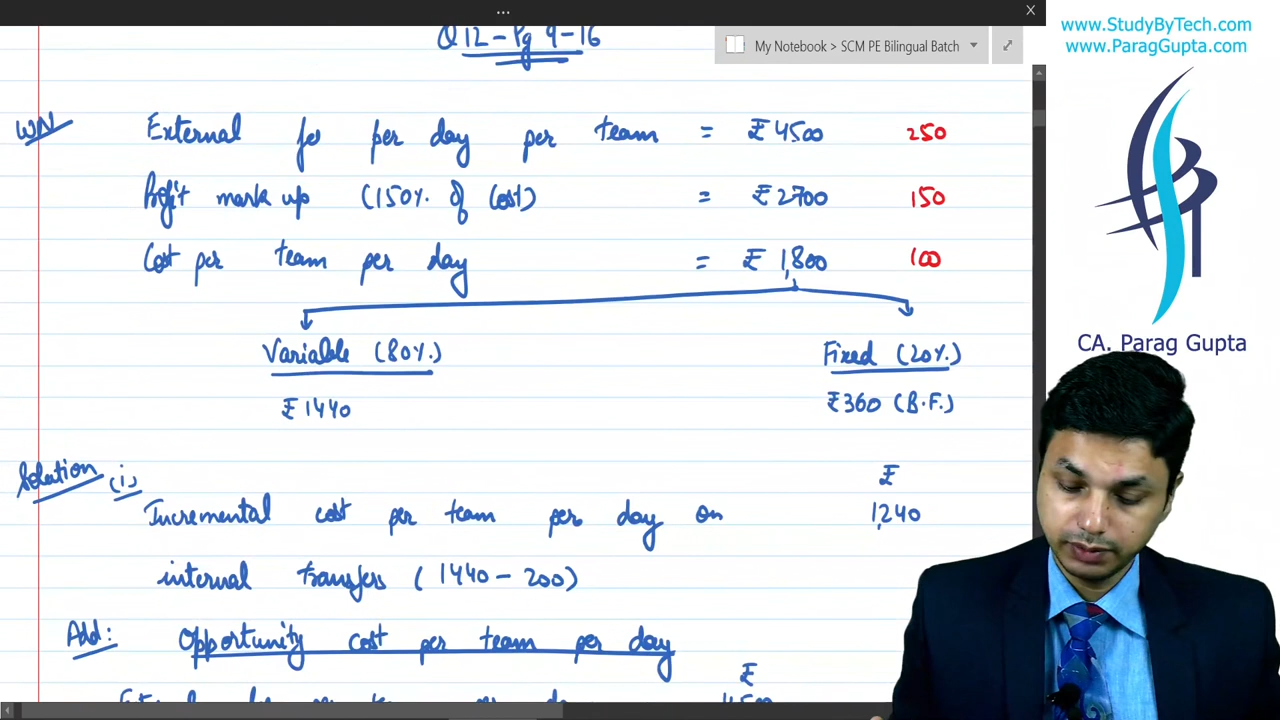 ...
Q12 - Pg 9-16
My Notebook > SCM PE Bilingual Batch
www.StudyByTech.com
www.ParagGupta.com
CA. Parag Gupta
WN
External fee per day per team = ₹ 4500 250
Profit mark up (150% of Cost) = ₹ 2700 150
Cost per team per day = ₹ 1,800 100
Variable (80%.) Fixed (20%.)
₹ 1440 ₹ 360 (B.F.)
Solution (i)
₹
Incremental cost per team per day on 1,240
internal transfers (1440 - 200)
Add: Opportunity cost per team per day
₹